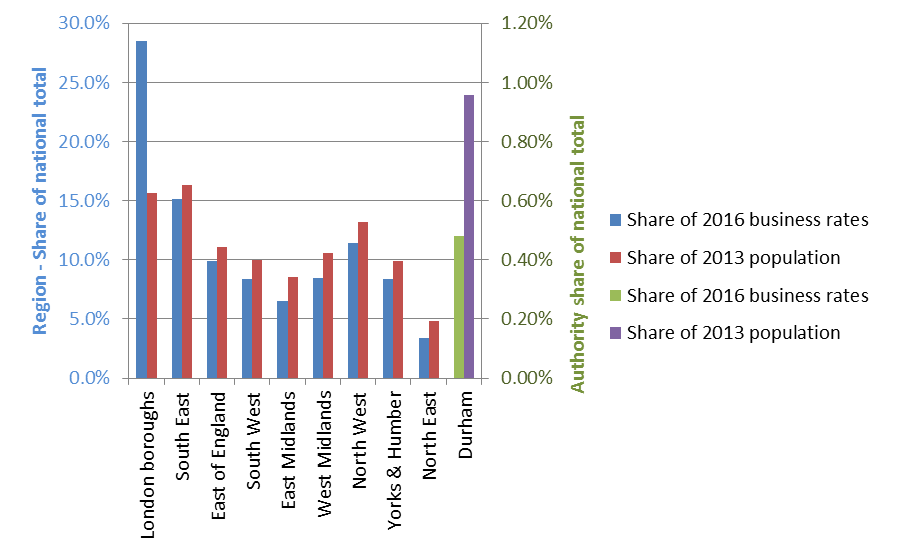 30.0%
25.0%
20.0%
15.0%
10.0%
5.0%
0.0%
Region - Share of national total
1.20%
1.00%
0.80%
0.60%
0.40%
0.20%
0.00%
Authority share of national total
London boroughs
South East
East of England
South West
East Midlands
West Midlands
North West
Yorks & Humber
North East
Durham
Share of 2016 business rates
Share of 2013 population
Share of 2016 business rates
Share of 2013 population